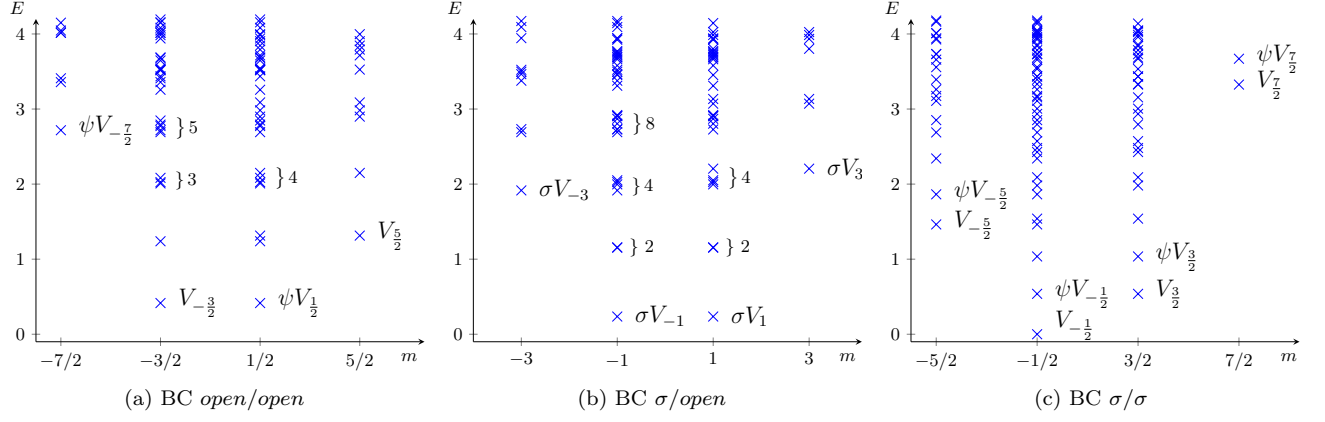 E
4
3
2
1
0
−7/2 −3/2 1/2 5/2 m
ψV_{−7/2}
}5
}3
}4
V_{5/2}
V_{−3/2}
ψV_{1/2}
(a) BC open/open
E
4
3
2
1
0
−3 −1 1 3 m
}8
σV_{−3}
}4
}4
σV_3
}2
}2
σV_{−1}
σV_1
(b) BC σ/open
E
4
3
2
1
0
−5/2 −1/2 3/2 7/2 m
ψV_{7/2}
V_{7/2}
ψV_{−5/2}
V_{−5/2}
ψV_{3/2}
ψV_{−1/2}
V_{3/2}
V_{−1/2}
(c) BC σ/σ